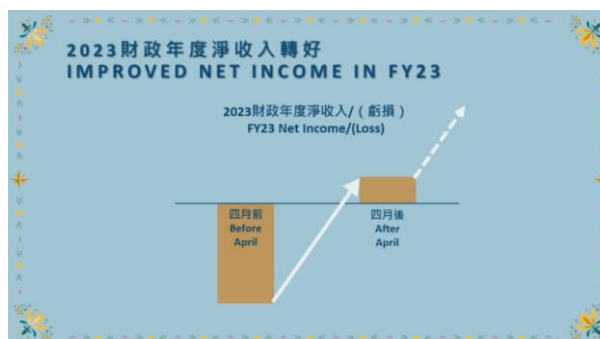 2023財政年度淨收入轉好
IMPROVED NET INCOME IN FY23
2023財政年度淨收入/（虧損）
FY23 Net Income/(Loss)
四月前
Before
April
四月後
After
April